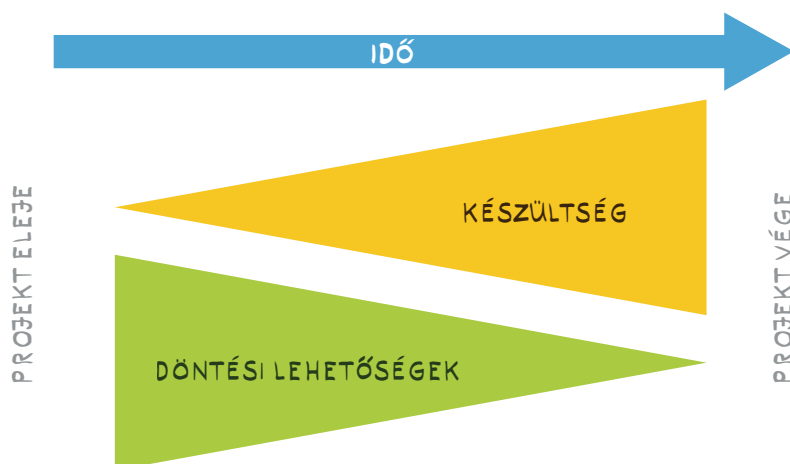 IDŐ
PROJEKT ELEJE
KÉSZÜLTSÉG
DÖNTÉSI LEHETŐSÉGEK
PROJEKT VÉGE